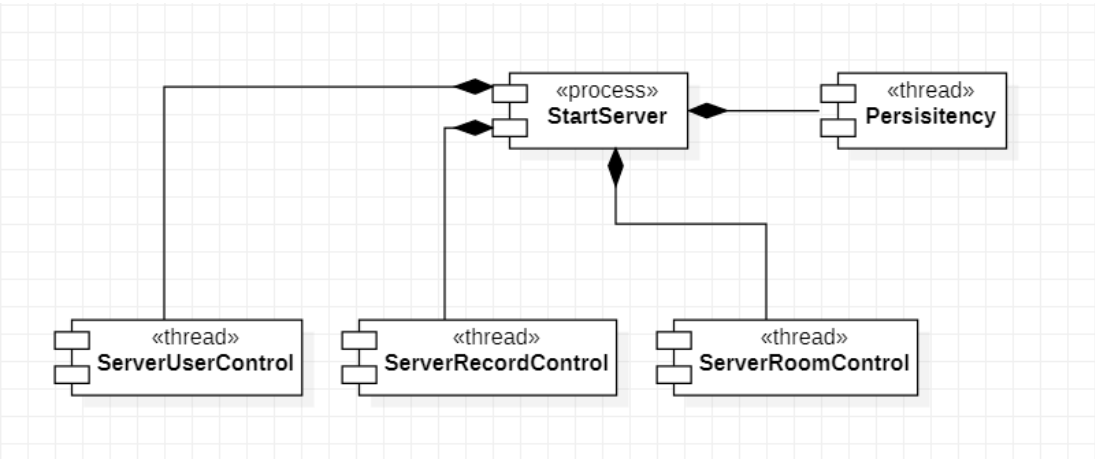 «process»
StartServer
«thread»
Persisitency
«thread»
ServerUserControl
«thread»
ServerRecordControl
«thread»
ServerRoomControl